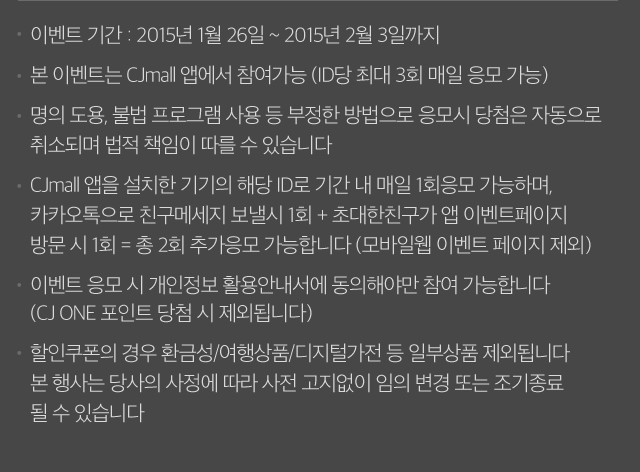 · 이벤트 기간 : 2015년 1월 26일 ~ 2015년 2월 3일까지
· 본 이벤트는 CJmall 앱에서 참여가능 (ID당 최대 3회 매일 응모 가능)
· 명의 도용, 불법 프로그램 사용 등 부정한 방법으로 응모시 당첨은 자동으로
취소되며 법적 책임이 따를 수 있습니다
· CJmall 앱을 설치한 기기의 해당 ID로 기간 내 매일 1회응모 가능하며,
카카오톡으로 친구메세지 보낼시 1회 + 초대한친구가 앱 이벤트페이지
방문 시 1회 = 총 2회 추가응모 가능합니다 (모바일웹 이벤트 페이지 제외)
· 이벤트 응모 시 개인정보 활용안내서에 동의해야만 참여 가능합니다
(CJ ONE 포인트 당첨 시 제외됩니다)
· 할인쿠폰의 경우 환금성/여행상품/디지털가전 등 일부상품 제외됩니다
본 행사는 당사의 사정에 따라 사전 고지없이 임의 변경 또는 조기종료
될 수 있습니다